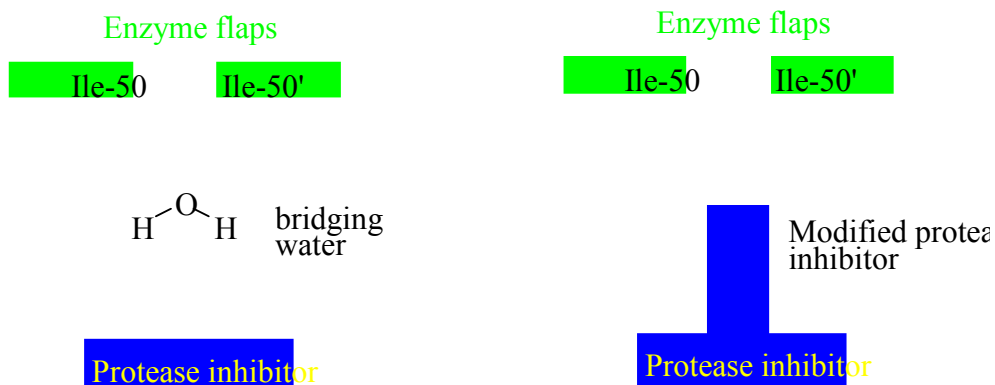 Enzyme flaps
Ile-50
Ile-50'
O
H
H
bridging
water
Protease inhibitor
Enzyme flaps
Ile-50
Ile-50'
Modified protea
inhibitor
Protease inhibitor